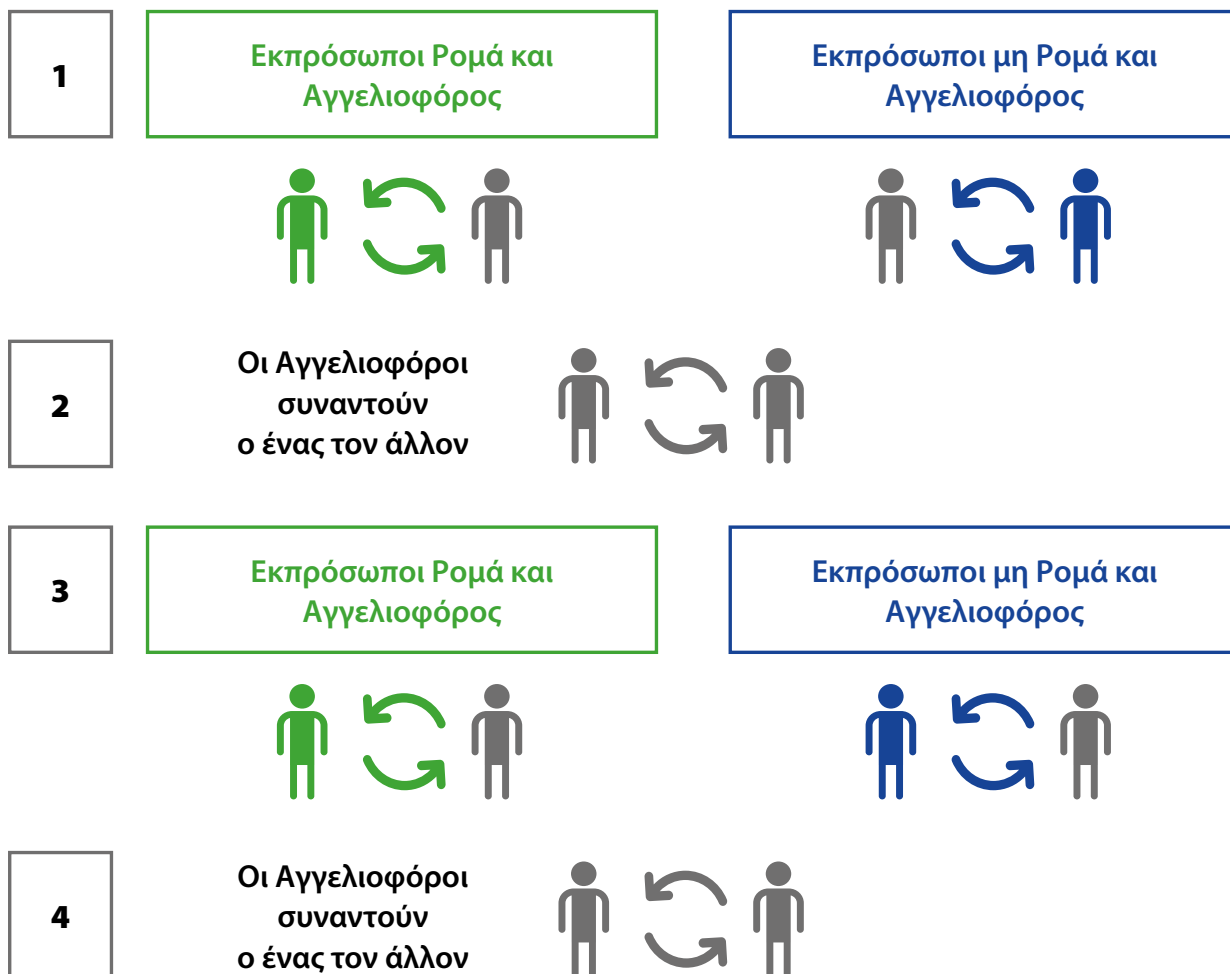 1
Εκπρόσωποι Ρομά και
Αγγελιοφόρος
Εκπρόσωποι μη Ρομά και
Αγγελιοφόρος
2
Οι Αγγελιοφόροι
συναντούν
ο ένας τον άλλον
3
Εκπρόσωποι Ρομά και
Αγγελιοφόρος
Εκπρόσωποι μη Ρομά και
Αγγελιοφόρος
4
Οι Αγγελιοφόροι
συναντούν
ο ένας τον άλλον